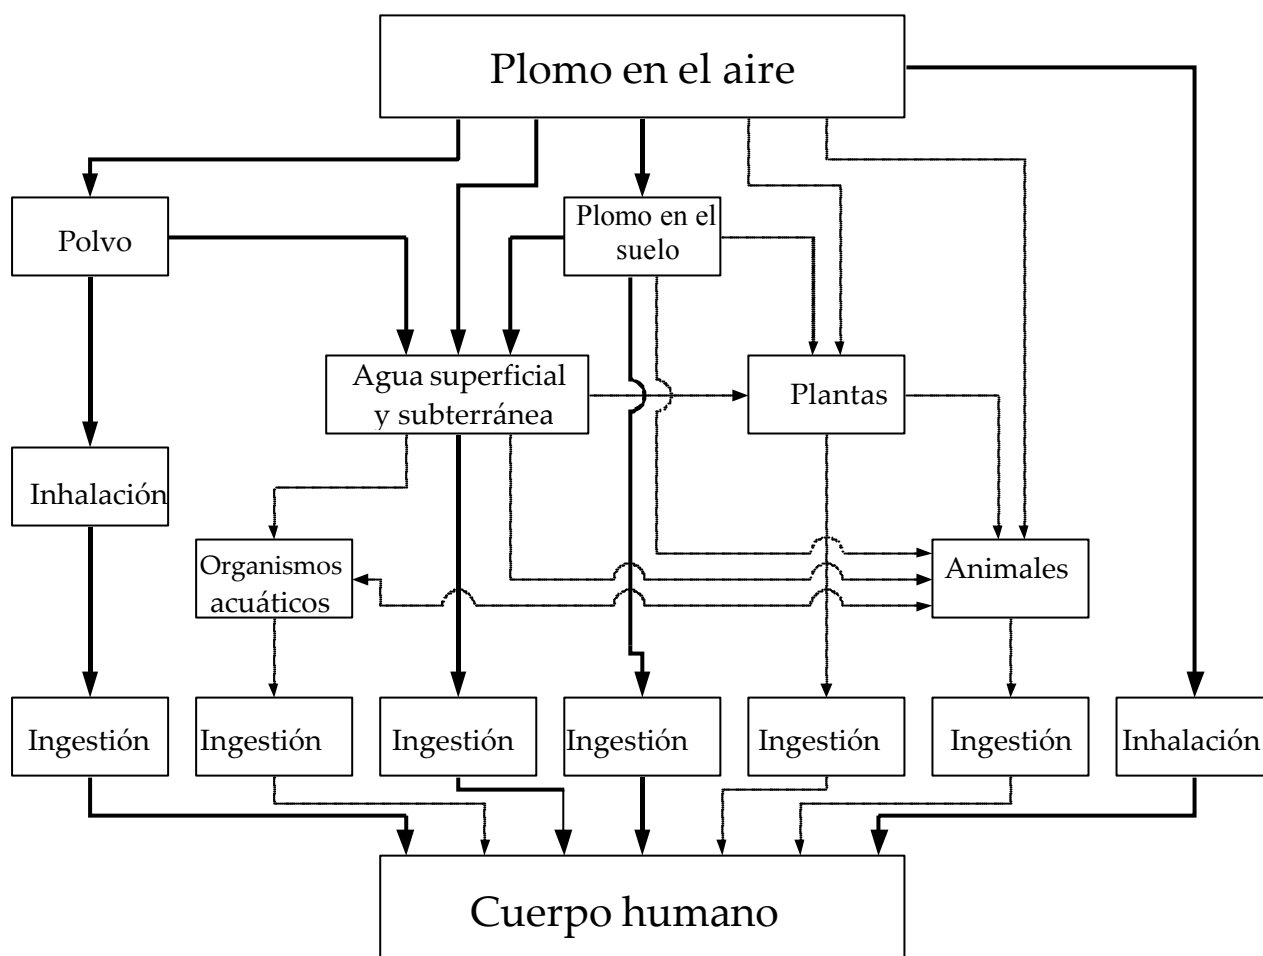 Plomo en el aire
Polvo
Plomo en el
suelo
Agua superficial
y subterránea
Plantas
Inhalación
Organismos
acuáticos
Animales
Ingestión
Ingestión
Ingestión
Ingestión
Ingestión
Ingestión
Inhalación
Cuerpo humano